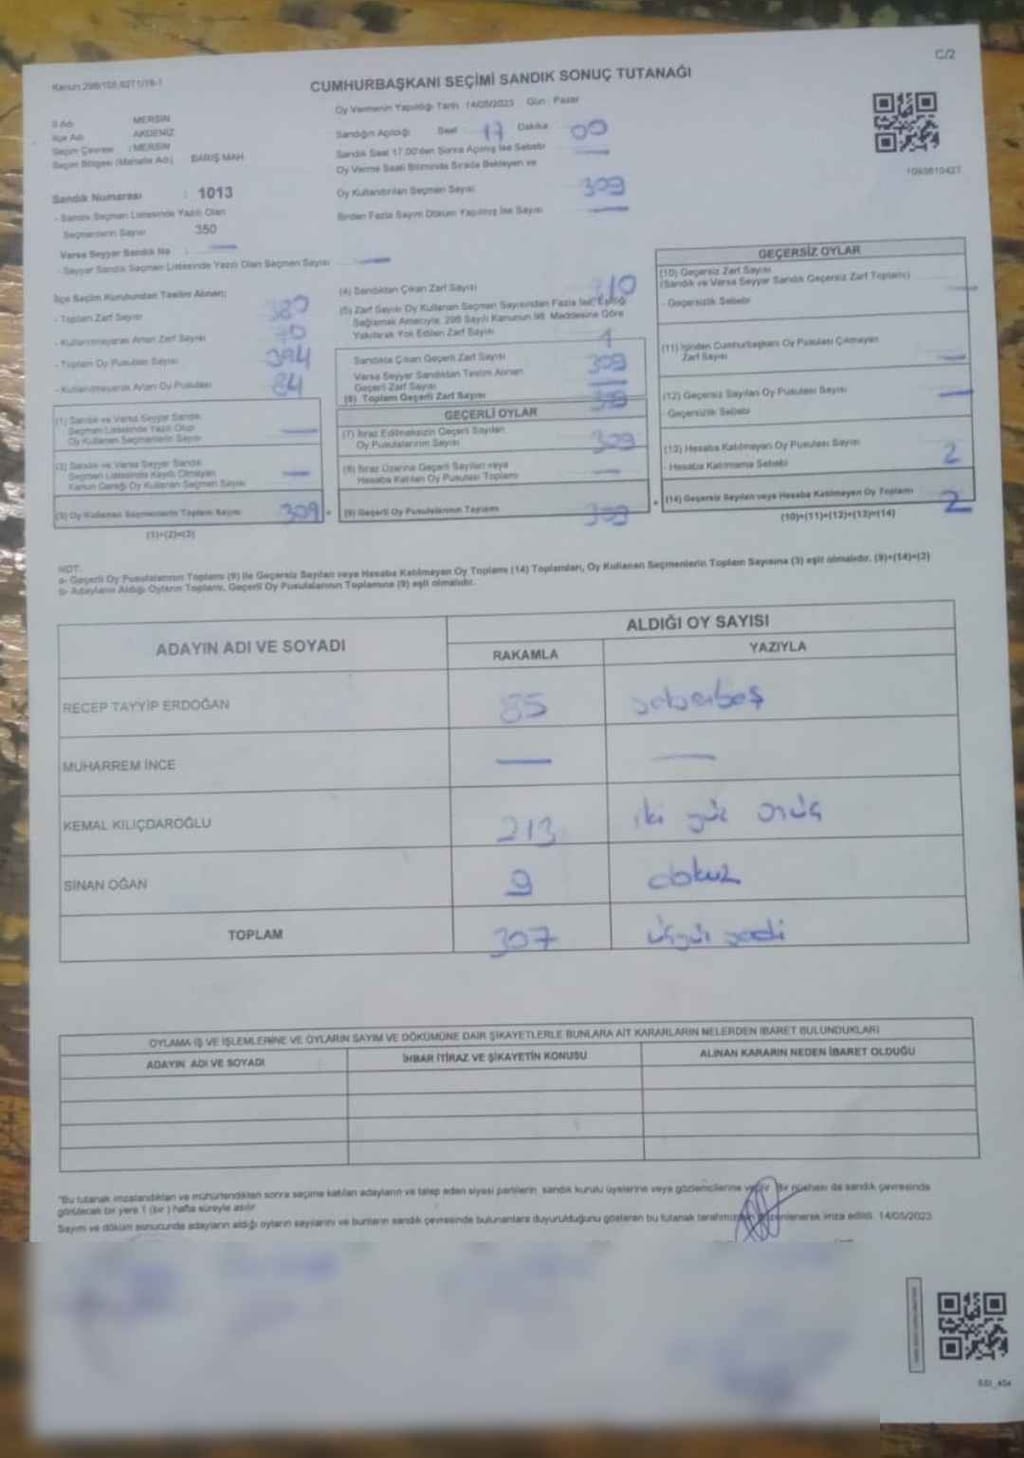 C/2
Kanun 298/105,6271/19-1
CUMHURBAŞKANI SEÇİMİ SANDIK SONUÇ TUTANAĞI
Oy Vermenin Yapıldığı Tarih : 14/05/2023 Gün : Pazar
İl Adı : MERSİN
İlçe Adı : AKDENİZ
Seçim Çevresi : MERSİN
Seçim Bölgesi (Mahalle Adı) : BARIŞ MAH.
Sandığın Açıldığı Saat 17 Dakika 00
Sandık Saat 17.00'den Sonra Açılmış İse Sebebi
Oy Verme Saati Bitiminde Sırada Bekleyen ve
Oy Kullandırılan Seçmen Sayısı 309
Birden Fazla Sayım Döküm Yapılmış İse Sayısı
Sandık Numarası : 1013
- Sandık Seçmen Listesinde Yazılı Olan
Seçmenlerin Sayısı 350
Varsa Seyyar Sandık No :
- Seyyar Sandık Seçmen Listesinde Yazılı Olan Seçmen Sayısı
İlçe Seçim Kurulundan Teslim Alınan;
- Toplam Zarf Sayısı 380
- Kullanılmayarak Artan Zarf Sayısı 70
- Toplam Oy Pusulası Sayısı 394
- Kullanılmayarak Artan Oy Pusulası 84
(1) Sandık ve Varsa Seyyar Sandık
Seçmen Listesinde Yazılı Olup
Oy Kullanan Seçmenlerin Sayısı
(2) Sandık ve Varsa Seyyar Sandık
Seçmen Listesinde Kayıtlı Olmayan
Kanun Gereği Oy Kullanan Seçmen Sayısı
(3) Oy Kullanan Seçmenlerin Toplam Sayısı 309
(1)+(2)=(3)
(4) Sandıktan Çıkan Zarf Sayısı 310
(5) Zarf Sayısı Oy Kullanan Seçmen Sayısından Fazla İse, Eşitliği
Sağlamak Amacıyla, 298 Sayılı Kanunun 98. Maddesine Göre
Yakılarak Yok Edilen Zarf Sayısı 1
Sandıkta Çıkan Geçerli Zarf Sayısı 309
Varsa Seyyar Sandıktan Teslim Alınan
Geçerli Zarf Sayısı
(6) Toplam Geçerli Zarf Sayısı 309
GEÇERLİ OYLAR
(7) İtiraz Edilmeksizin Geçerli Sayılan
Oy Pusulalarının Sayısı 309
(8) İtiraz Üzerine Geçerli Sayılan veya
Hesaba Katılan Oy Pusulası Toplamı
(9) Geçerli Oy Pusulalarının Toplamı 309
GEÇERSİZ OYLAR
(10) Geçersiz Zarf Sayısı
(Sandık ve Varsa Seyyar Sandık Geçersiz Zarf Toplamı)
- Geçersizlik Sebebi
(11) İçinden Cumhurbaşkanı Oy Pusulası Çıkmayan
Zarf Sayısı
(12) Geçersiz Sayılan Oy Pusulası Sayısı
- Geçersizlik Sebebi
(13) Hesaba Katılmayan Oy Pusulası Sayısı 2
- Hesaba Katılmama Sebebi
(14) Geçersiz Sayılan veya Hesaba Katılmayan Oy Toplamı 2
(10)+(11)+(12)+(13)=(14)
NOT:
a- Geçerli Oy Pusulalarının Toplamı (9) ile Geçersiz Sayılan veya Hesaba Katılmayan Oy Toplamı (14) Toplamları, Oy Kullanan Seçmenlerin Toplam Sayısına (3) eşit olmalıdır. (9)+(14)=(3)
b- Adayların Aldığı Oyların Toplamı, Geçerli Oy Pusulalarının Toplamına (9) eşit olmalıdır.
ADAYIN ADI VE SOYADI ALDIĞI OY SAYISI
RAKAMLA YAZIYLA
RECEP TAYYİP ERDOĞAN 85 seksenbeş
MUHARREM İNCE
KEMAL KILIÇDAROĞLU 213 iki yüz onüç
SİNAN OĞAN 9 dokuz
TOPLAM 307 üçyüz yedi
OYLAMA İŞ VE İŞLEMLERİNE VE OYLARIN SAYIM VE DÖKÜMÜNE DAİR ŞİKAYETLERLE BUNLARA AİT KARARLARIN NELERDEN İBARET BULUNDUKLARI
ADAYIN ADI VE SOYADI İHBAR İTİRAZ VE ŞİKAYETİN KONUSU ALINAN KARARIN NEDEN İBARET OLDUĞU
"Bu tutanak imzalandıktan ve mühürlendikten sonra seçime katılan adayların ve talep eden siyasi partilerin sandık kurulu üyelerine veya gözlemcilerine verilir. Bir nüshası da sandık çevresinde
görülecek bir yere 1 (bir) hafta süreyle asılır.
Sayım ve döküm sonucunda adayların aldığı oyların sayılarını ve bunların sandık çevresinde bulunanlara duyurulduğunu gösteren bu tutanak tarafımızdan düzenlenerek imza edildi. 14/05/2023